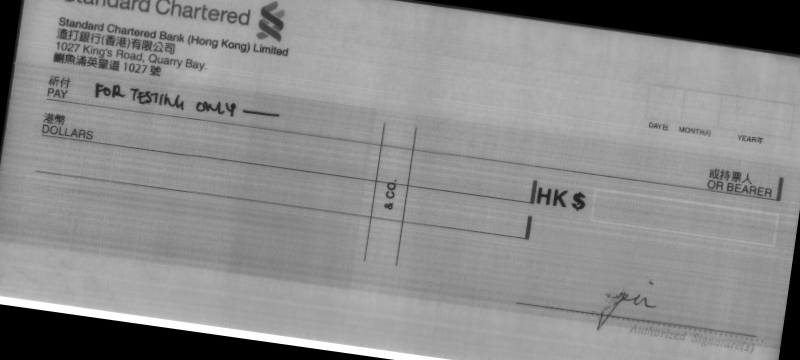 Standard Chartered
Standard Chartered Bank (Hong Kong) Limited
渣打銀行(香港)有限公司
1027 King's Road, Quarry Bay.
鰂魚涌英皇道 1027 號
祈付
PAY FOR TESTING ONLY
DAY日 MONTH月 YEAR年
港幣
DOLLARS
或持票人
OR BEARER
& CO.
HK$
Authorized Signature(s)